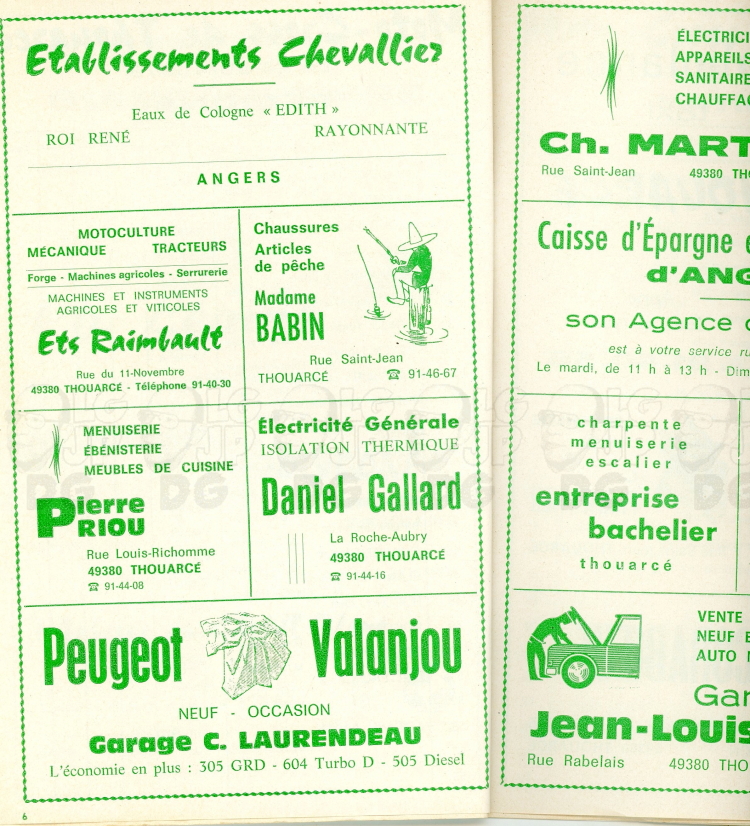 Etablissements Chevallier
Eaux de Cologne « EDITH »
ROI RENÉ RAYONNANTE
ANGERS
MOTOCULTURE
MÉCANIQUE TRACTEURS
Forge - Machines agricoles - Serrurerie
MACHINES ET INSTRUMENTS
AGRICOLES ET VITICOLES
Ets Raimbault
Rue du 11-Novembre
49380 THOUARCÉ - Téléphone 91-40-30
Chaussures
Articles
de pêche
Madame
BABIN
Rue Saint-Jean
THOUARCÉ ☎ 91-46-67
MENUISERIE
ÉBÉNISTERIE
MEUBLES DE CUISINE
Pierre
PRIOU
Rue Louis-Richomme
49380 THOUARCÉ
☎ 91-44-08
Électricité Générale
ISOLATION THERMIQUE
Daniel Gallard
La Roche-Aubry
49380 THOUARCÉ
☎ 91-44-16
Peugeot Valanjou
NEUF - OCCASION
Garage C. LAURENDEAU
L'économie en plus : 305 GRD - 604 Turbo D - 505 Diesel
6
ÉLECTRICI
APPAREILS
SANITAIRE
CHAUFFA
Ch. MART
Rue Saint-Jean 49380 THO
Caisse d'Épargne e
d'ANG
son Agence
est à votre service ru
Le mardi, de 11 h à 13 h - Dim
charpente
menuiserie
escalier
entreprise
bachelier
thouarcé
VENTE
NEUF E
AUTO
Gar
Jean-Louis
Rue Rabelais 49380 THO
LG
JP
DG